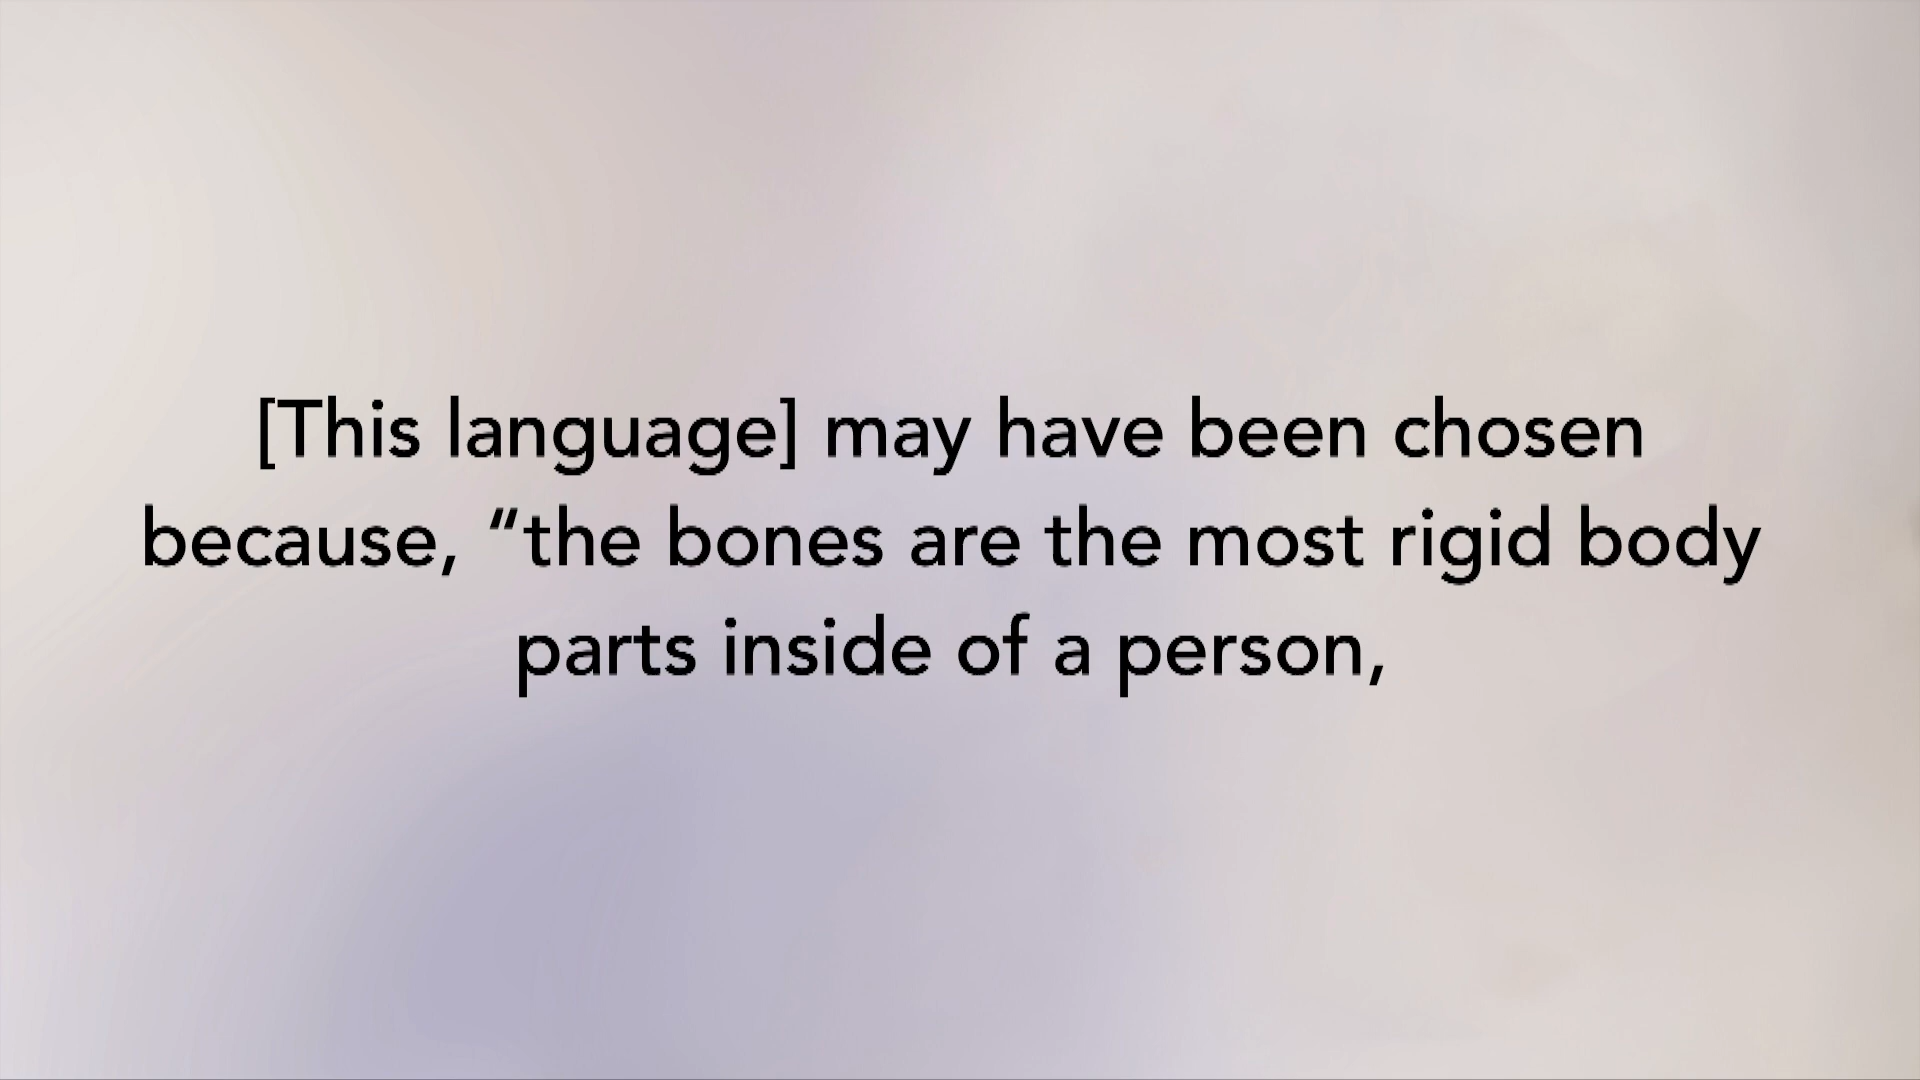 [This language] may have been chosen
because, “the bones are the most rigid body
parts inside of a person,